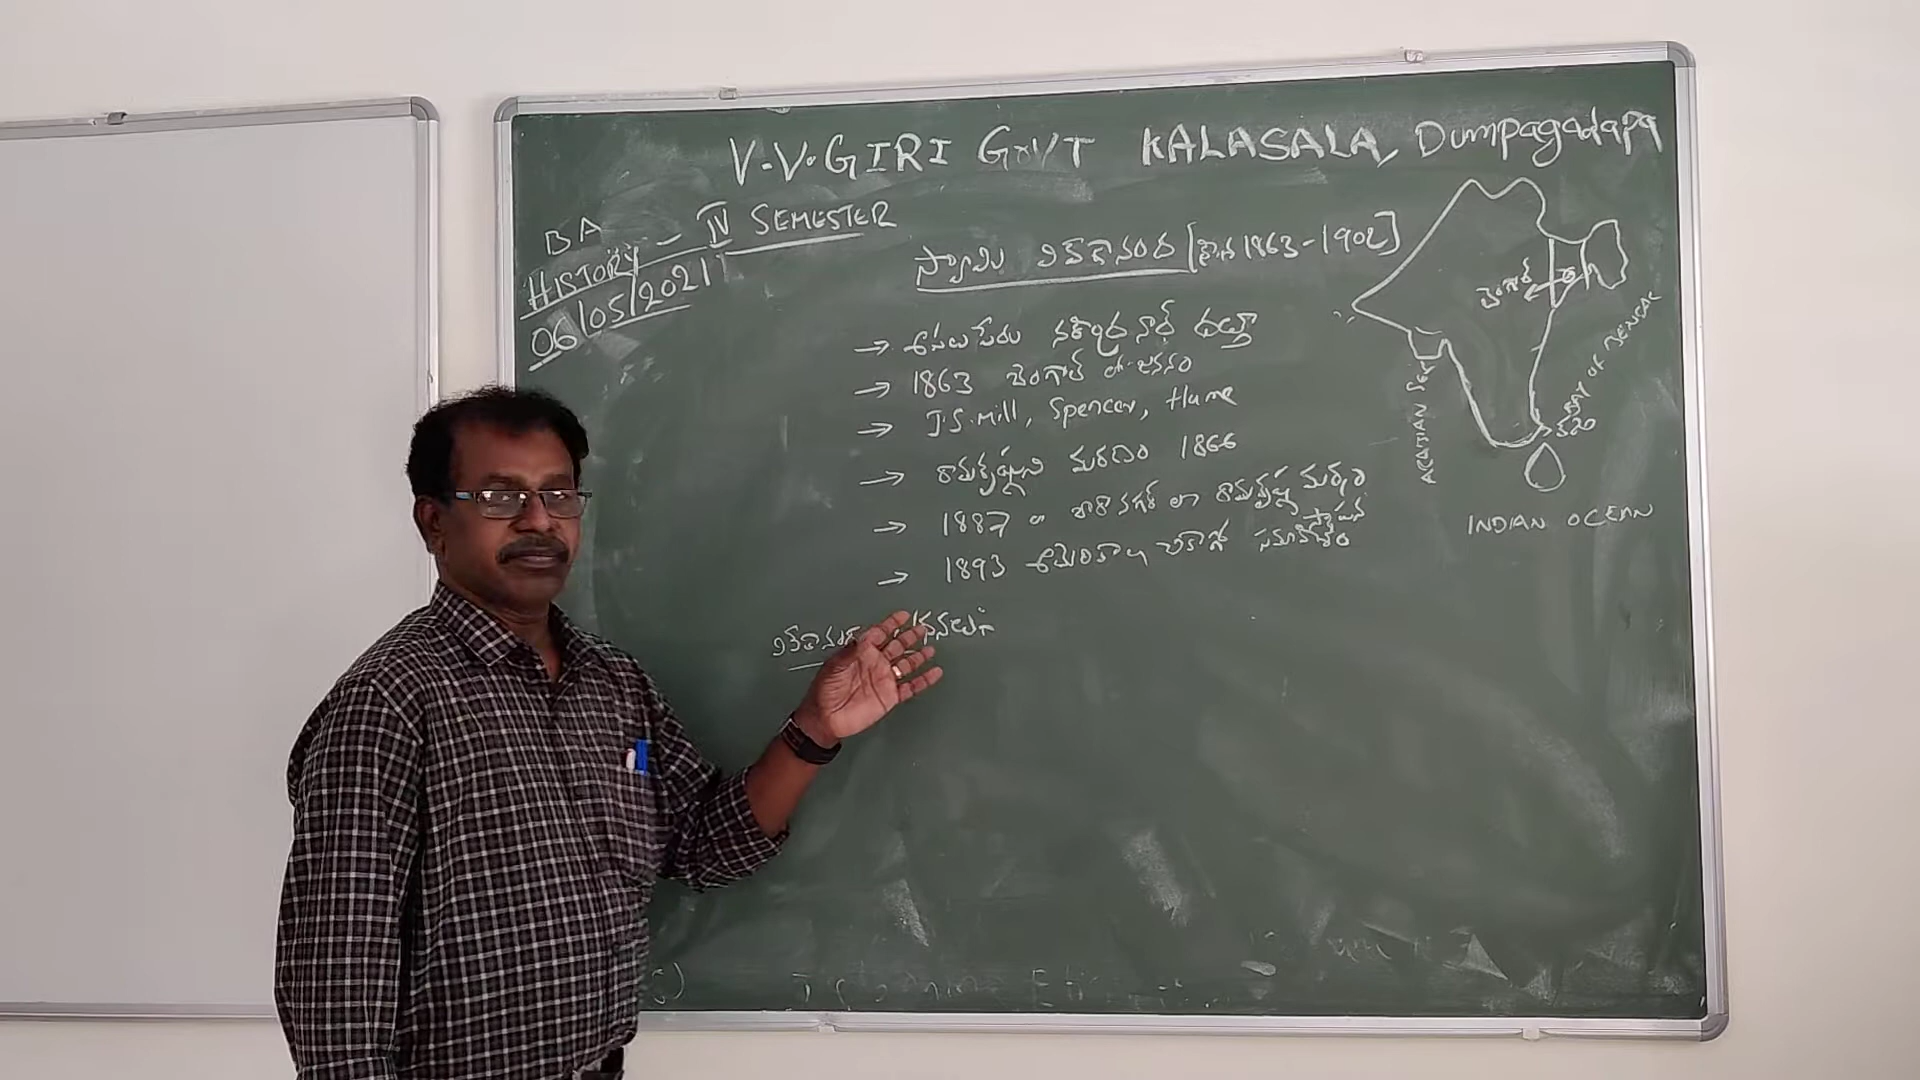 V.V.GIRI GOVT KALASALA, Dumpagadapa
BA
HISTORY - IV SEMESTER
06/05/2021
స్వామి వివేకానంద [క్రీ.శ 1863-1902]
→ అసలు పేరు నరేంద్ర నాథ్ దత్తా
→ 1863 బెంగాల్ లో జననం
→ J.S.Mill, Spencer, Hume
→ రామకృష్ణుని మరణం 1866
→ 1887 లో బారానగర్ లో రామకృష్ణ మఠం
స్థాపన
→ 1893 అమెరికా చికాగో సమావేశం
వివేకానంద
బెంగాల్
ARABIAN SEA
BAY OF BENGAL
INDIAN OCEAN